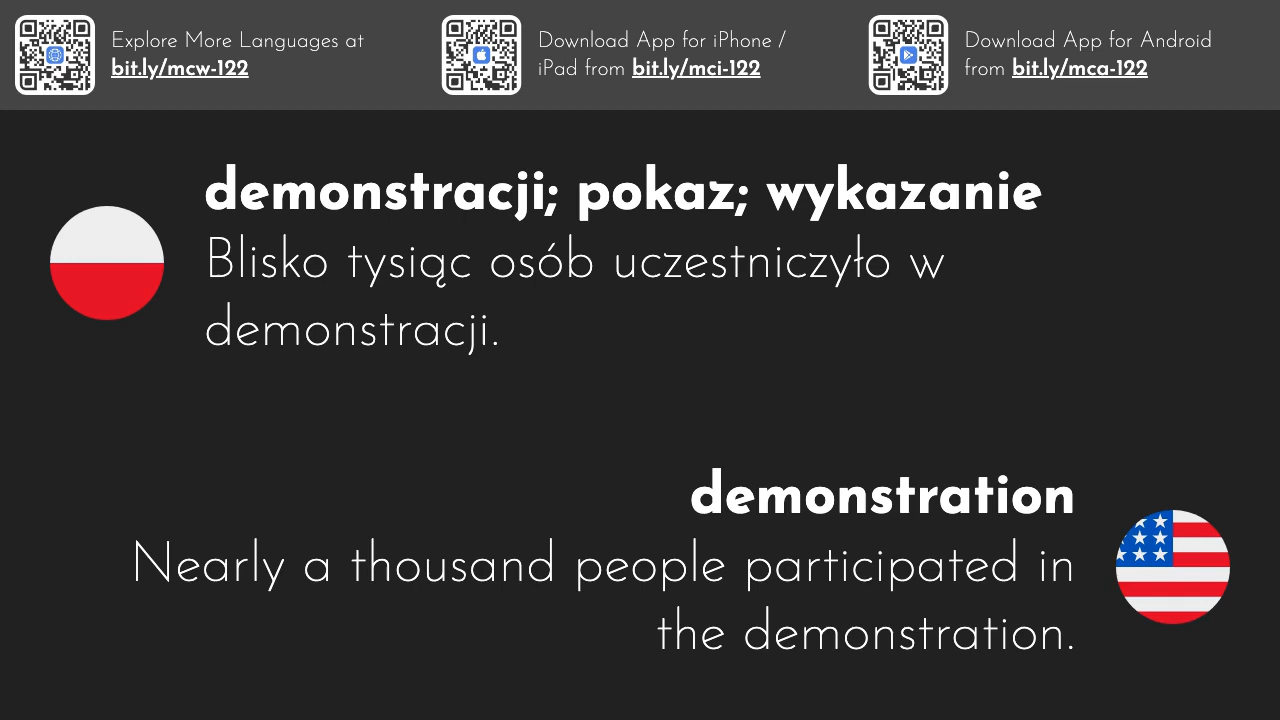 Explore More Languages at
bit.ly/mcw-122
Download App for iPhone /
iPad from bit.ly/mci-122
Download App for Android
from bit.ly/mca-122
demonstracji; pokaz; wykazanie
Blisko tysiąc osób uczestniczyło w
demonstracji.
demonstration
Nearly a thousand people participated in
the demonstration.